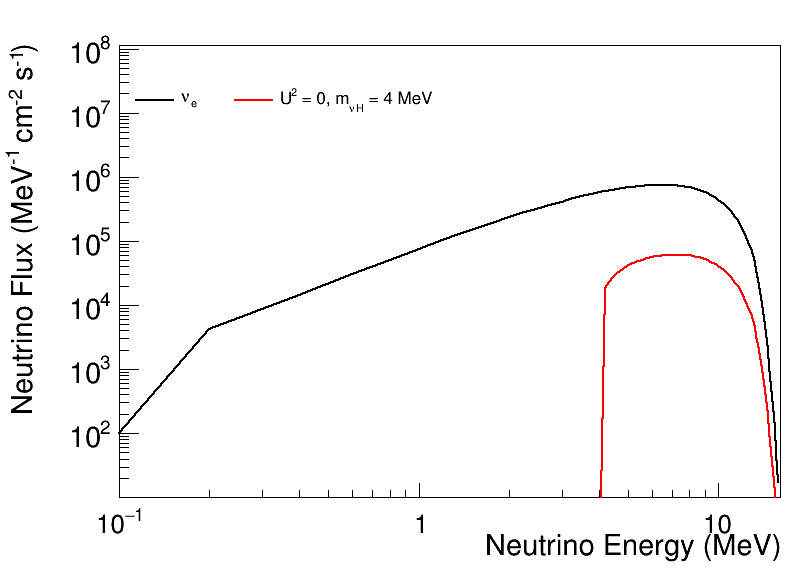 Neutrino Flux (MeV⁻¹ cm⁻² s⁻¹)
10⁸
10⁷
10⁶
10⁵
10⁴
10³
10²
νₑ
U² = 0, m_νH = 4 MeV
10⁻¹ 1 10
Neutrino Energy (MeV)